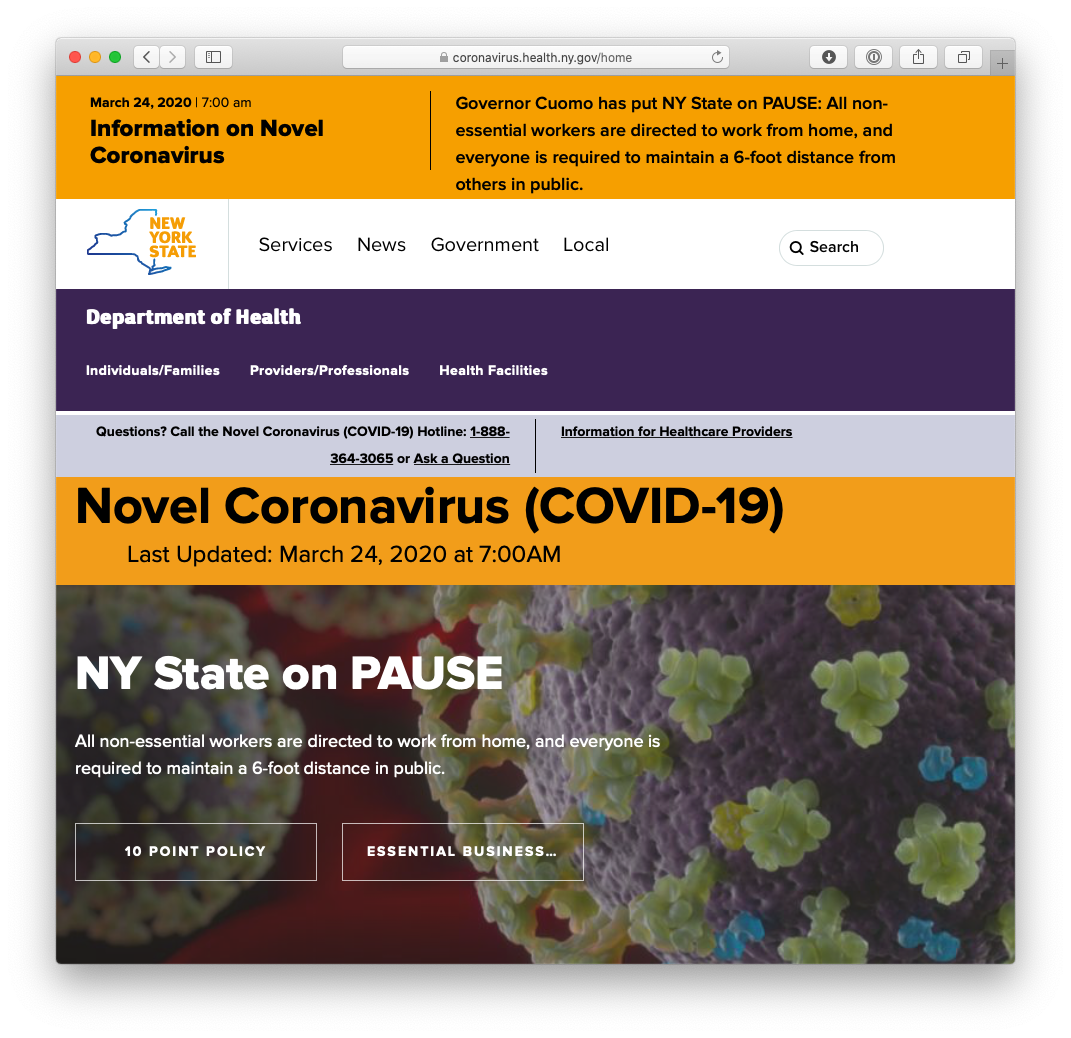 coronavirus.health.ny.gov/home
March 24, 2020 | 7:00 am
Information on Novel
Coronavirus
Governor Cuomo has put NY State on PAUSE: All non-
essential workers are directed to work from home, and
everyone is required to maintain a 6-foot distance from
others in public.
NEW
YORK
STATE
Services News Government Local
Search
Department of Health
Individuals/Families Providers/Professionals Health Facilities
Questions? Call the Novel Coronavirus (COVID-19) Hotline: 1-888-
364-3065 or Ask a Question
Information for Healthcare Providers
Novel Coronavirus (COVID-19)
Last Updated: March 24, 2020 at 7:00AM
NY State on PAUSE
All non-essential workers are directed to work from home, and everyone is
required to maintain a 6-foot distance in public.
10 POINT POLICY
ESSENTIAL BUSINESS…